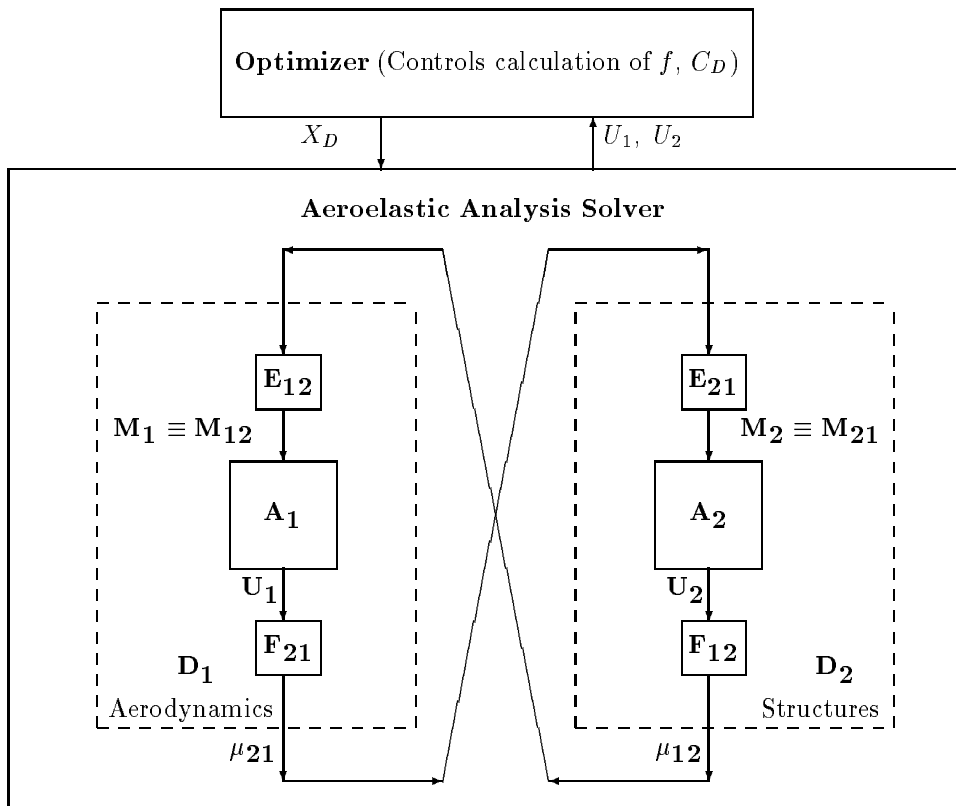 Optimizer (Controls calculation of f, C_D)
X_D
U_1, U_2
Aeroelastic Analysis Solver
E_12
E_21
M_1 ≡ M_12
M_2 ≡ M_21
A_1
A_2
U_1
U_2
F_21
F_12
D_1
D_2
Aerodynamics
Structures
μ_21
μ_12